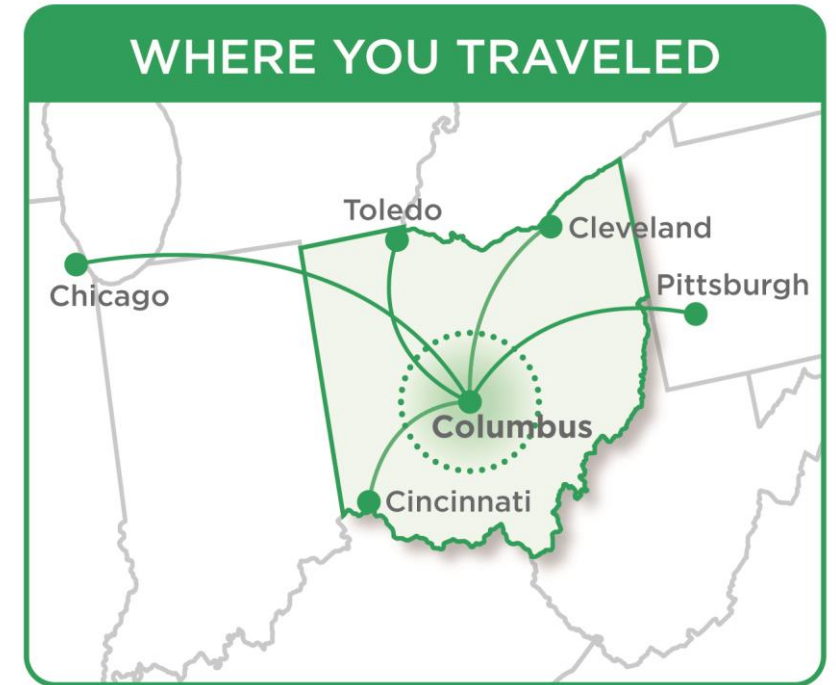 WHERE YOU TRAVELED
Toledo
Cleveland
Chicago
Pittsburgh
Columbus
Cincinnati